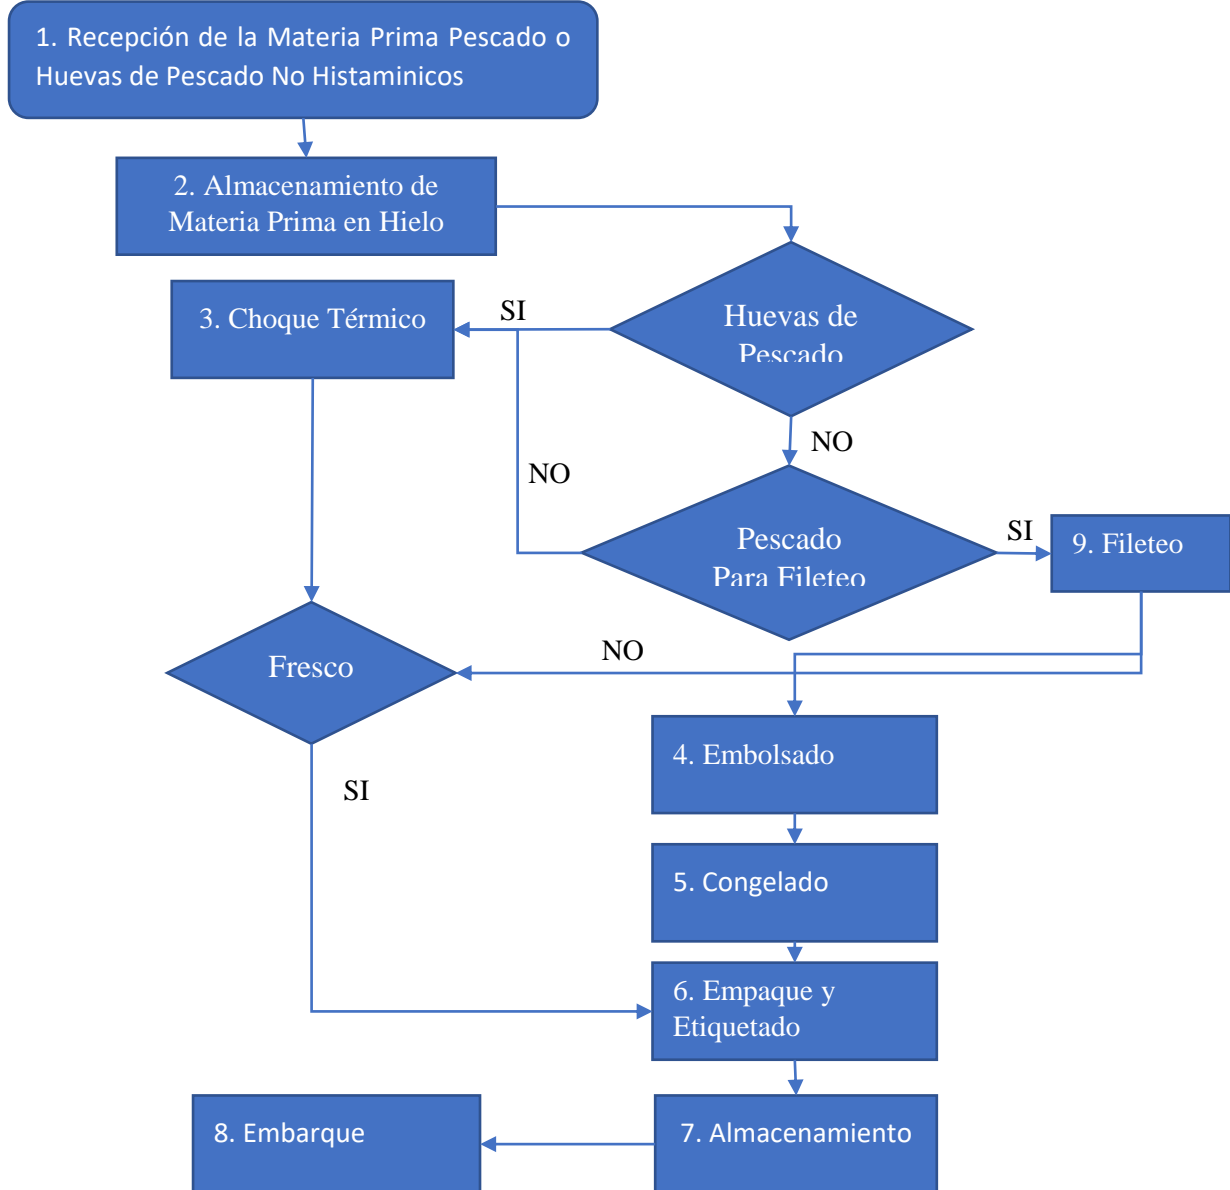 1. Recepción de la Materia Prima Pescado o
Huevas de Pescado No Histaminicos
2. Almacenamiento de
Materia Prima en Hielo
3. Choque Térmico
SI
Huevas de
Pescado
NO
NO
Pescado
Para Fileteo
SI
9. Fileteo
Fresco
NO
4. Embolsado
SI
5. Congelado
6. Empaque y
Etiquetado
8. Embarque
7. Almacenamiento